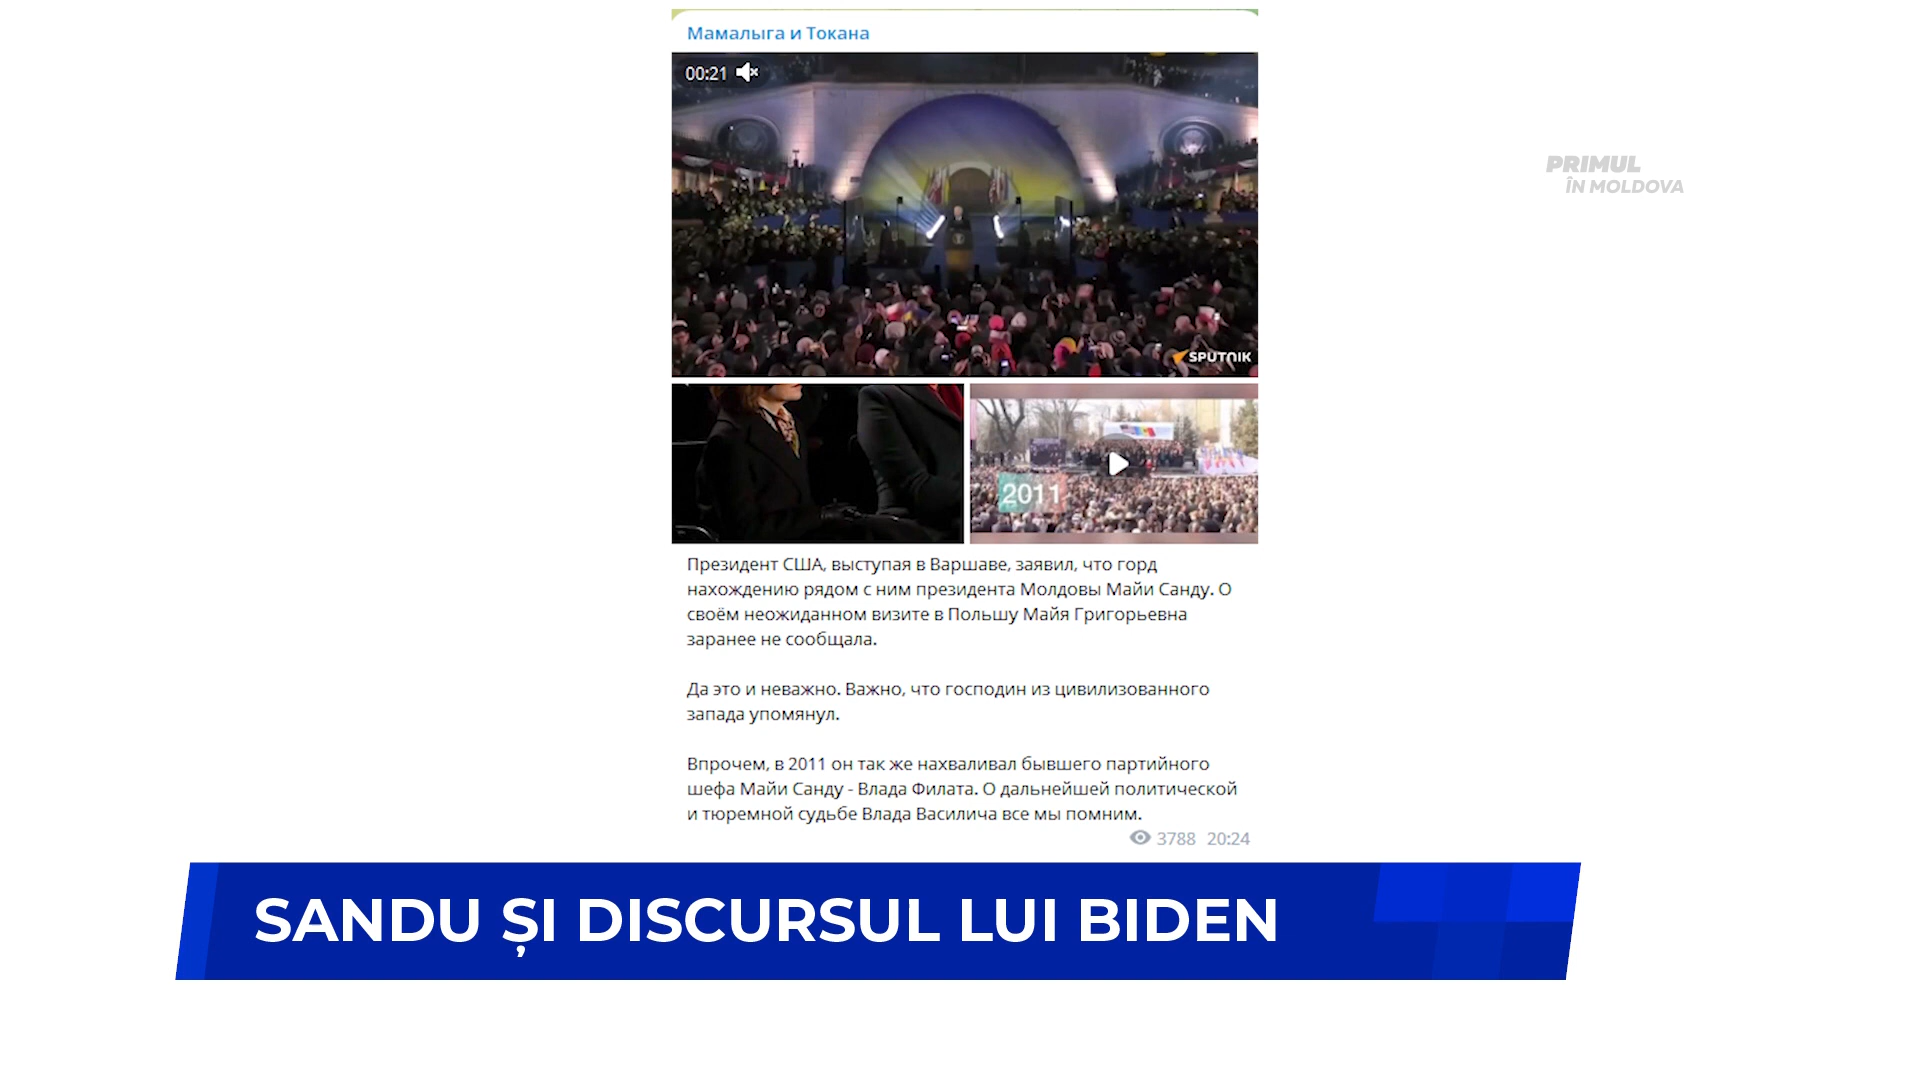 Мамалыга и Токана
00:21
PRIMUL
ÎN MOLDOVA
SPUTNIK
2011
Президент США, выступая в Варшаве, заявил, что горд
нахождению рядом с ним президента Молдовы Майи Санду. О
своём неожиданном визите в Польшу Майя Григорьевна
заранее не сообщала.
Да это и неважно. Важно, что господин из цивилизованного
запада упомянул.
Впрочем, в 2011 он так же нахваливал бывшего партийного
шефа Майи Санду - Влада Филата. О дальнейшей политической
и тюремной судьбе Влада Василича все мы помним.
3788 20:24
SANDU ȘI DISCURSUL LUI BIDEN